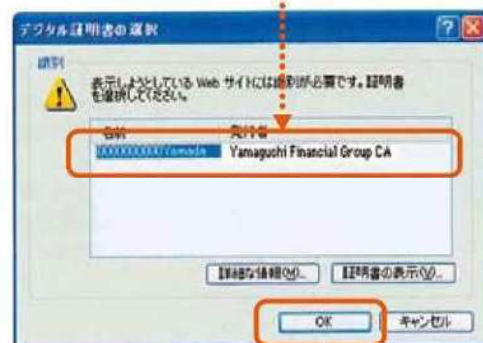 デジタル証明書の選択
識別
表示しようとしている Web サイトには識別が必要です。証明書
を選択してください。
名前 発行者
0000000000Yamada Yamaguchi Financial Group CA
詳細な情報(M)... 証明書の表示(V)...
OK キャンセル